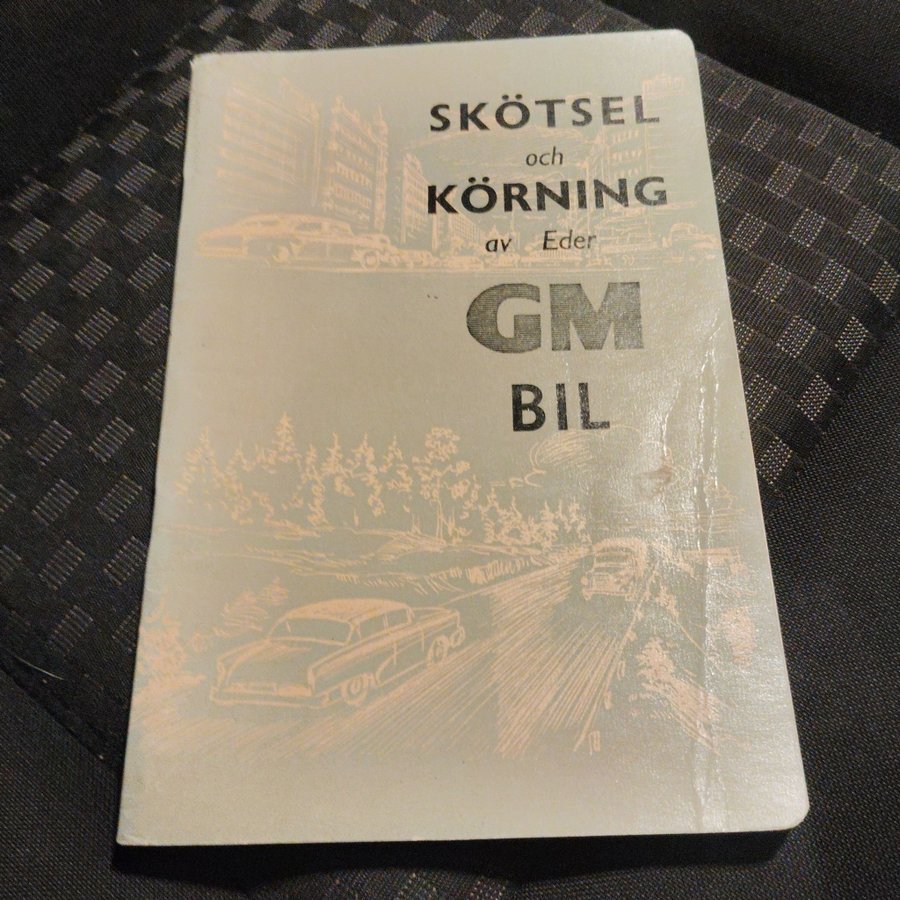 SKÖTSEL
och
KÖRNING
av Eder
GM
BIL